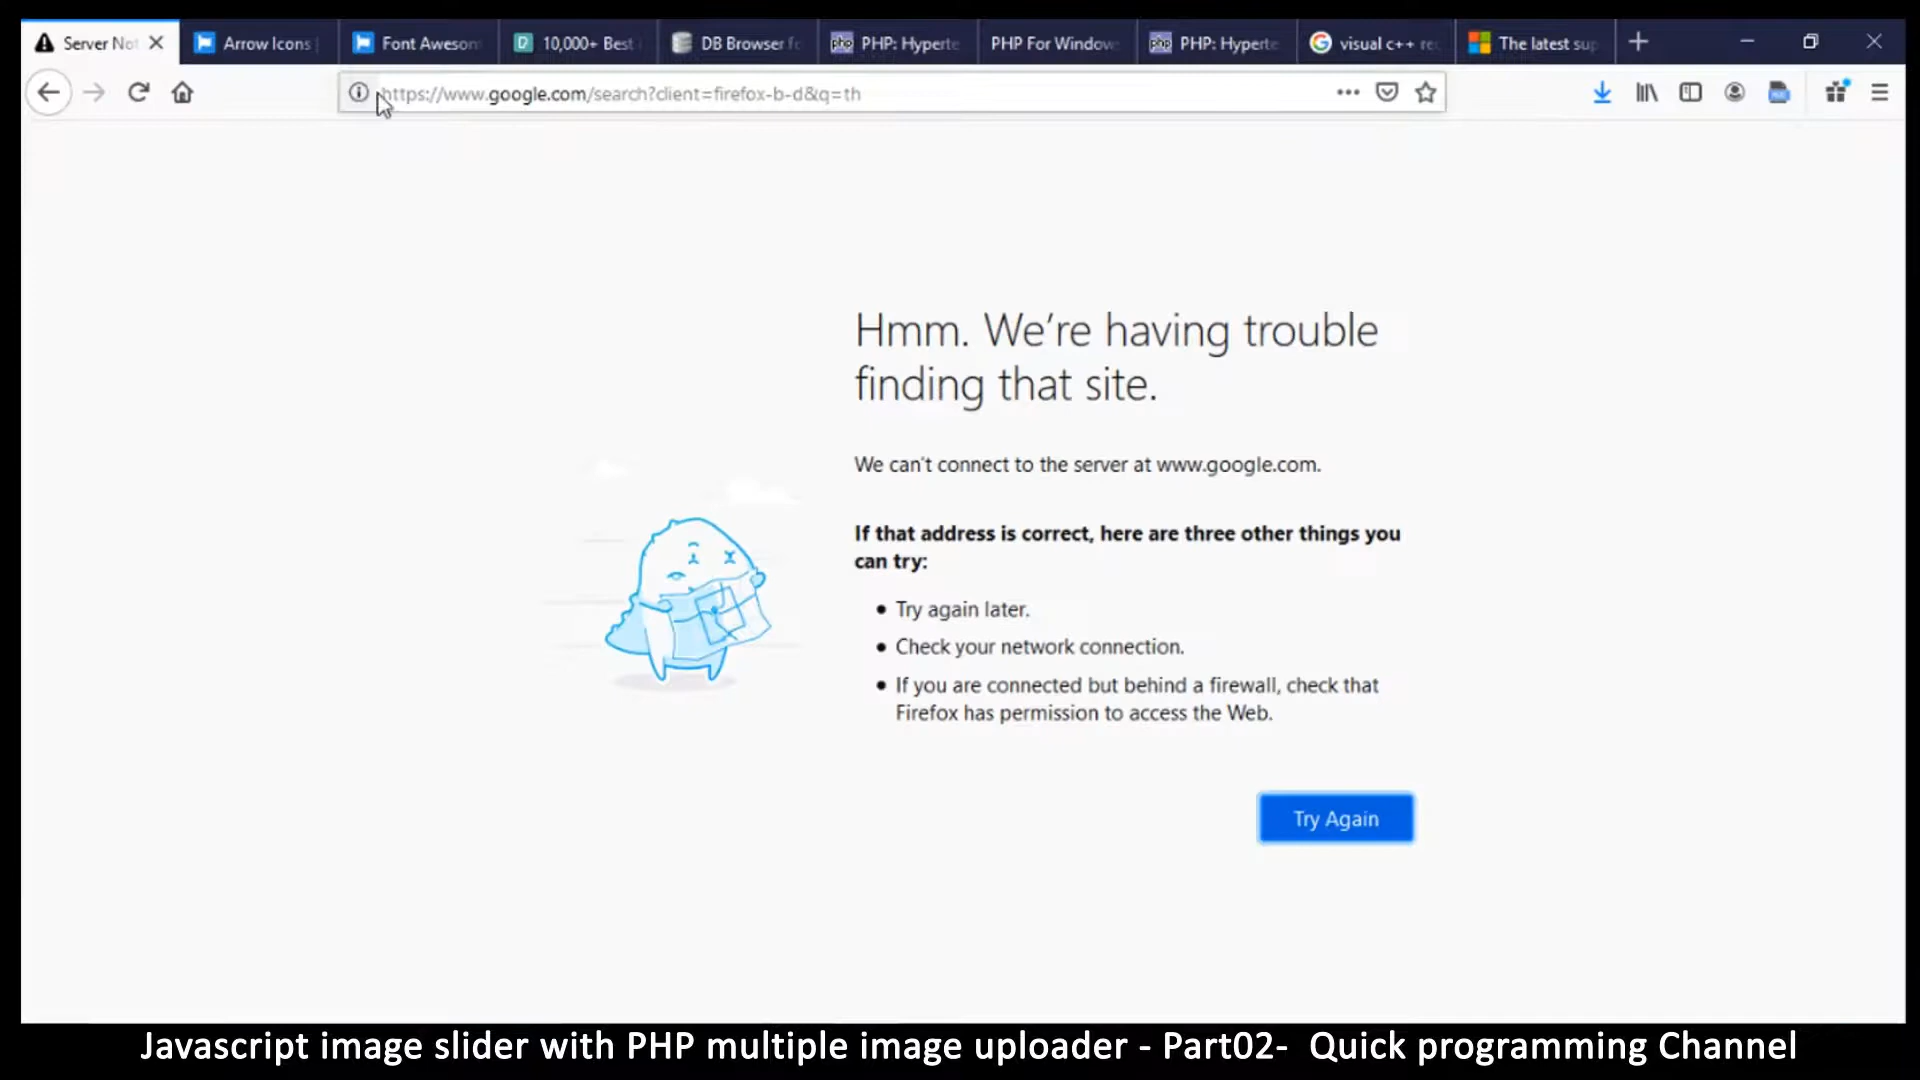 Server Not
Arrow Icons
Font Awesom
10,000+ Best
DB Browser fo
php
PHP: Hyperte
PHP For Window
php
PHP: Hyperte
visual c++ re
The latest sup
https://www.google.com/search?client=firefox-b-d&q=th
Hmm. We're having trouble
finding that site.
We can't connect to the server at www.google.com.
If that address is correct, here are three other things you
can try:
• Try again later.
• Check your network connection.
• If you are connected but behind a firewall, check that
Firefox has permission to access the Web.
Try Again
Javascript image slider with PHP multiple image uploader - Part02- Quick programming Channel